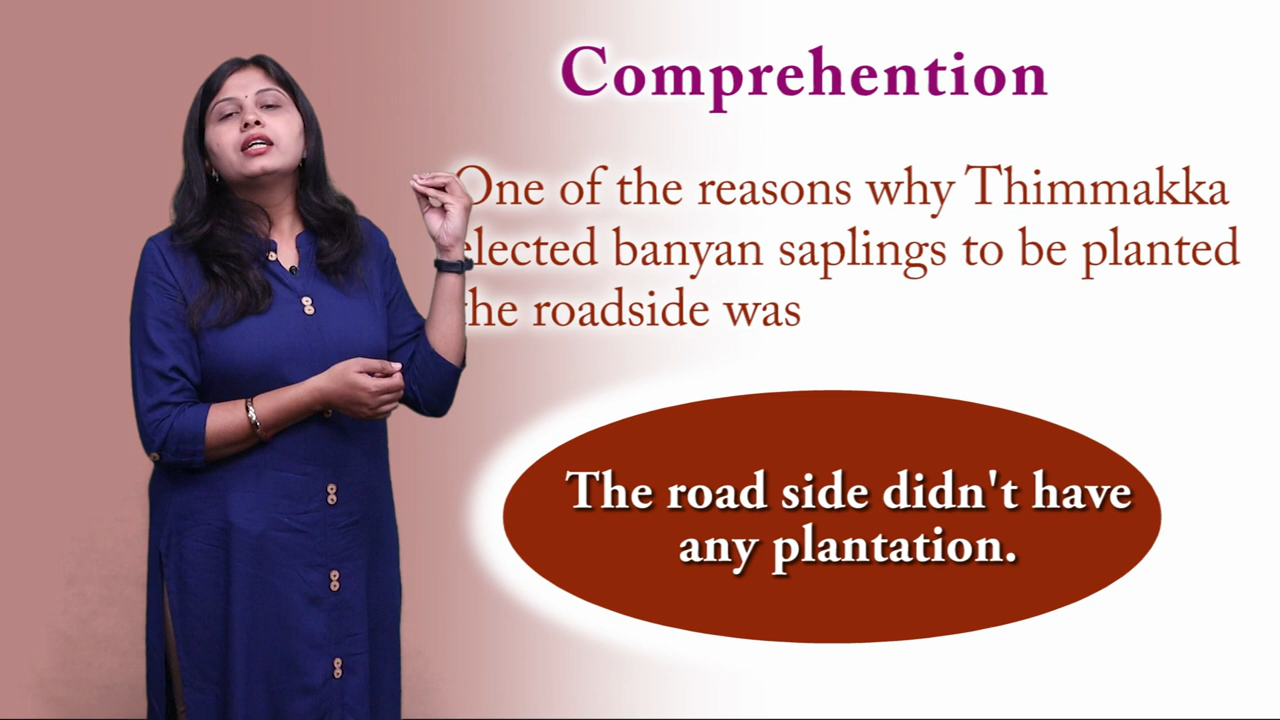 Comprehention
One of the reasons why Thimmakka
elected banyan saplings to be planted
the roadside was
The road side didn't have
any plantation.